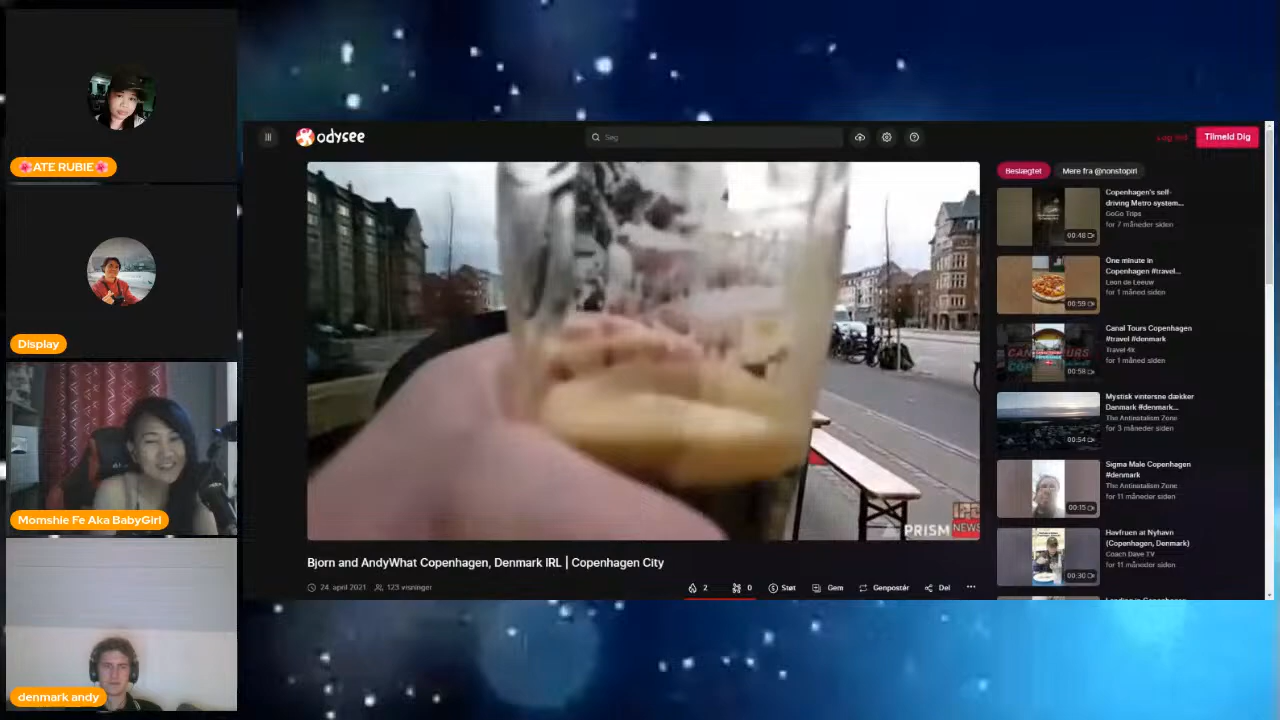 🌸ATE RUBIE🌸
Display
Momshie Fe Aka BabyGirl
denmark andy
odysee
Søg
Log Ind
Tilmeld Dig
PRISM
NEWS
Bjorn and AndyWhat Copenhagen, Denmark IRL | Copenhagen City
24. april 2021
123 visninger
2
0
Støt
Gem
Genpostár
Del
Beslægtet
Mere fra @nonstopirl
Copenhagen's self-
driving Metro system...
GoGo Trips
for 7 måneder siden
00:48
One minute in
Copenhagen #travel...
Leon de Leeuw
for 1 måned siden
00:59
Canal Tours Copenhagen
#travel #denmark
Travel 4k
for 1 måned siden
00:58
Mystisk vintersne dækker
Danmark #denmark...
The Antinatalism Zone
for 3 måneder siden
00:54
Sigma Male Copenhagen
#denmark
The Antinatalism Zone
for 11 måneder siden
00:15
Havfruen at Nyhavn
(Copenhagen, Denmark)
Coach Dave TV
for 11 måneder siden
00:30